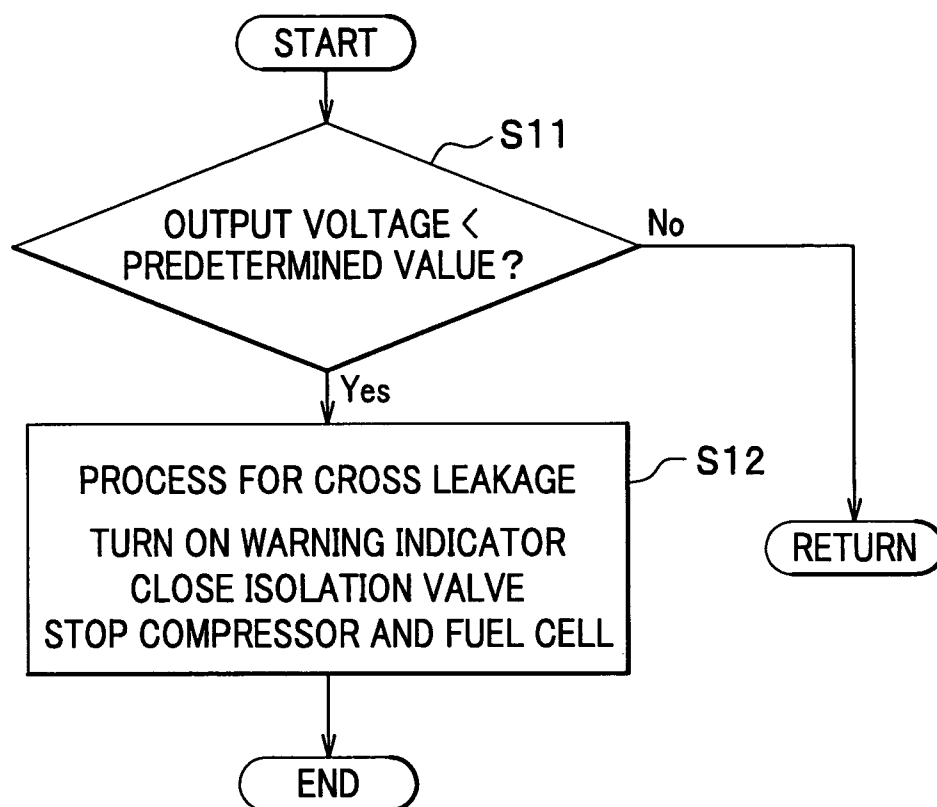 START
S11
OUTPUT VOLTAGE <
PREDETERMINED VALUE?
No
Yes
S12
PROCESS FOR CROSS LEAKAGE
TURN ON WARNING INDICATOR
CLOSE ISOLATION VALVE
STOP COMPRESSOR AND FUEL CELL
RETURN
END